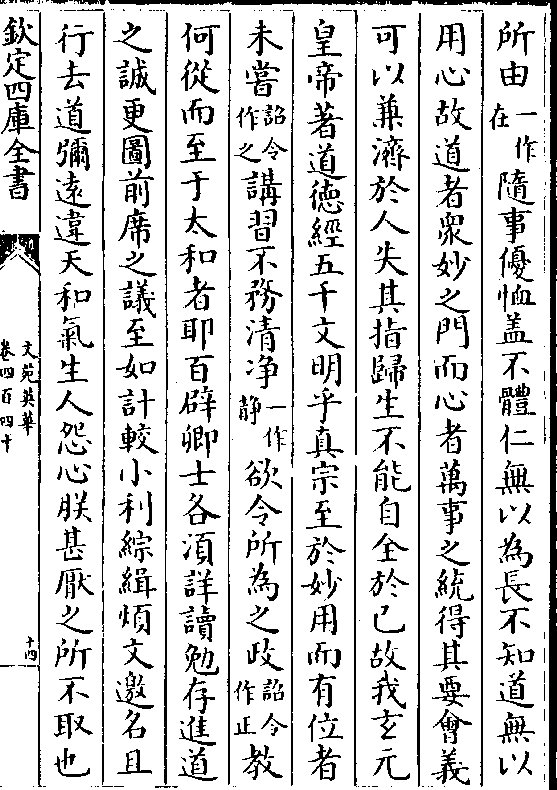 所由一作在隨事優恤盖不體仁無以為長不知道無以
用心故道者衆妙之門而心者萬事之統得其要會義
可以兼濟於人失其指歸生不能自全於已故我玄元
皇帝著道徳經五千文明乎真宗至於妙用而有位者
未嘗詔令作之講習不務清净一作静欲令所為之政詔令作正教
何從而至于太和者耶百辟卿士各須詳讀勉存進道
之誠更圖前席之議至如計較小利綜緝煩文邀名且
行去道彌遠違天和氣生人怨心朕甚厭之所不取也
欽定四庫全書
文苑英華
卷四百四十
十四